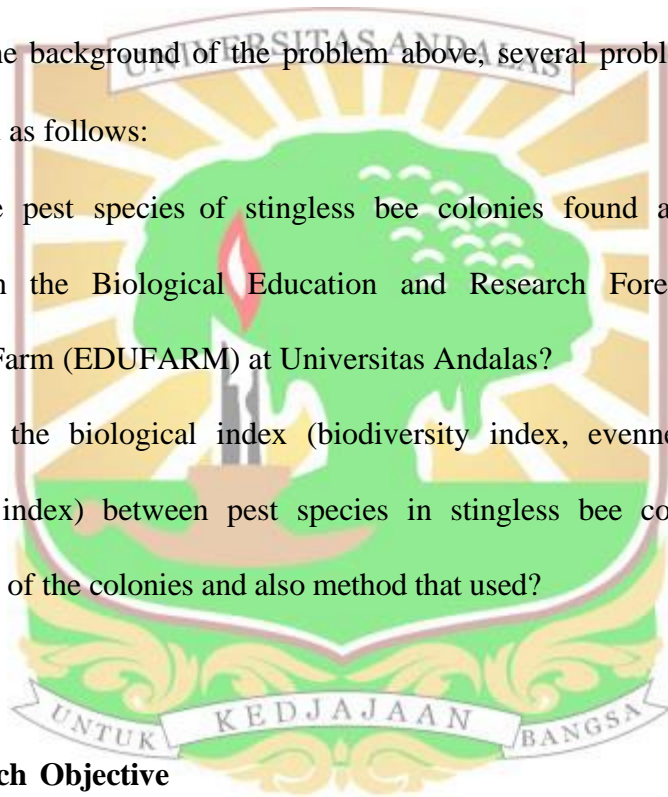 UNIVERSITAS ANDALAS
he background of the problem above, several probl
as follows:
pest species of stingless bee colonies found a
the Biological Education and Research Fore
Farm (EDUFARM) at Universitas Andalas?
the biological index (biodiversity index, evenne
index) between pest species in stingless bee co
of the colonies and also method that used?
UNTUK KEDJAJAAN BANGSA
ch Objective